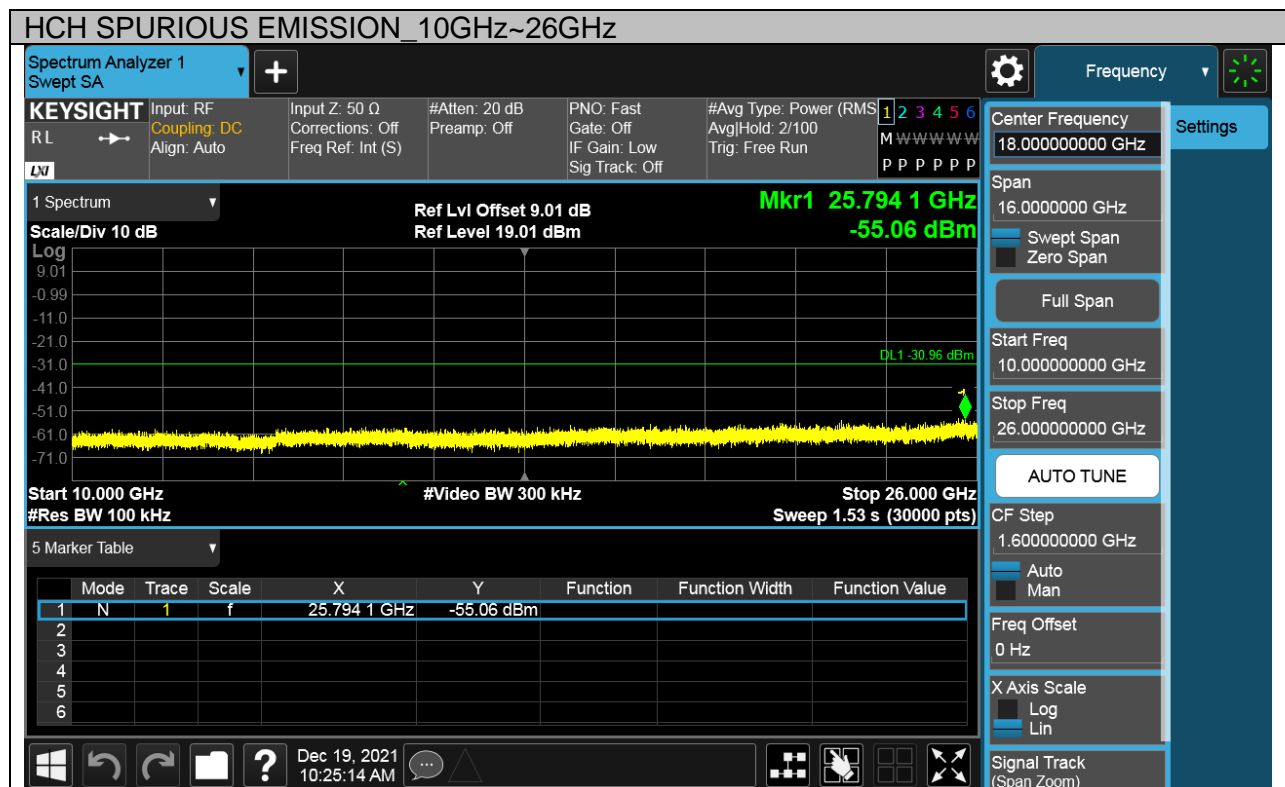 HCH SPURIOUS EMISSION_10GHz~26GHz
Spectrum Analyzer 1
Swept SA
Frequency
KEYSIGHT
RL
LXI
Input: RF
Coupling: DC
Align: Auto
Input Z: 50 Ω
Corrections: Off
Freq Ref: Int (S)
#Atten: 20 dB
Preamp: Off
PNO: Fast
Gate: Off
IF Gain: Low
Sig Track: Off
#Avg Type: Power (RMS
Avg|Hold: 2/100
Trig: Free Run
1 2 3 4 5 6
M W W W W W
P P P P P P
1 Spectrum
Scale/Div 10 dB
Ref Lvl Offset 9.01 dB
Ref Level 19.01 dBm
Mkr1 25.794 1 GHz
-55.06 dBm
Log
9.01
-0.99
-11.0
-21.0
-31.0
-41.0
-51.0
-61.0
-71.0
DL1 -30.96 dBm
1
Start 10.000 GHz
#Video BW 300 kHz
Stop 26.000 GHz
#Res BW 100 kHz
Sweep 1.53 s (30000 pts)
5 Marker Table
Mode Trace Scale X Y Function Function Width Function Value
1 N 1 f 25.794 1 GHz -55.06 dBm
2
3
4
5
6
?
Dec 19, 2021
10:25:14 AM
Center Frequency
18.000000000 GHz
Settings
Span
16.0000000 GHz
Swept Span
Zero Span
Full Span
Start Freq
10.000000000 GHz
Stop Freq
26.000000000 GHz
AUTO TUNE
CF Step
1.600000000 GHz
Auto
Man
Freq Offset
0 Hz
X Axis Scale
Log
Lin
Signal Track
(Span Zoom)